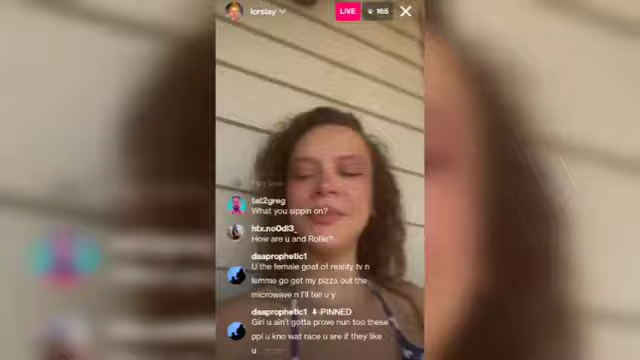 lorslay
LIVE
165
tat2greg
What you sippin on?
htx.no0dl3_
How are u and Rollie?
daaprophetic1
U the female goat of reality tv n
lemme go get my pizza out the
microwave n I'll tell u y
daaprophetic1 PINNED
Girl u ain't gotta prove nun too these
ppl u kno wat race u are if they like
u